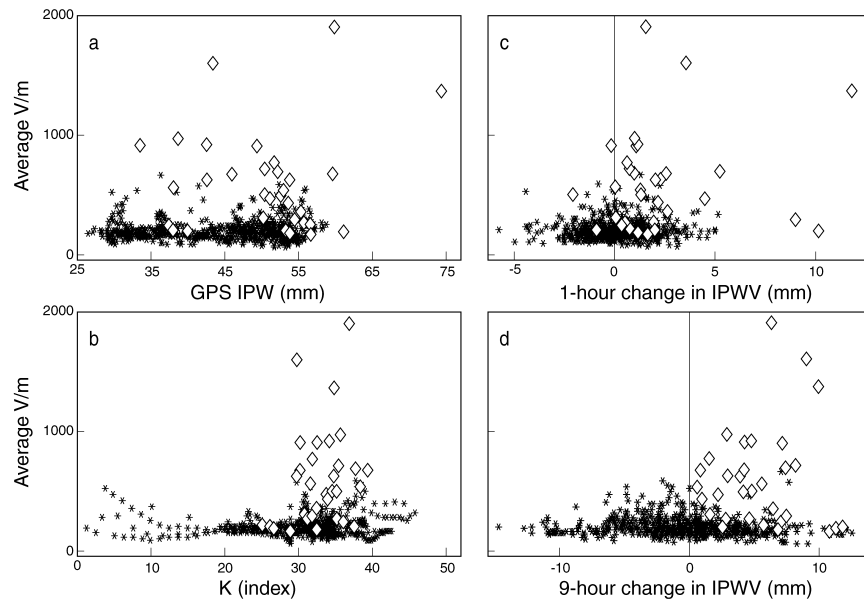 2000
a
c
1000
Average V/m
0
25 35 45 55 65 75
-5 0 5 10
GPS IPW (mm)
1-hour change in IPWV (mm)
2000
b
d
1000
Average V/m
0
0 10 20 30 40 50
-10 0 10
K (index)
9-hour change in IPWV (mm)